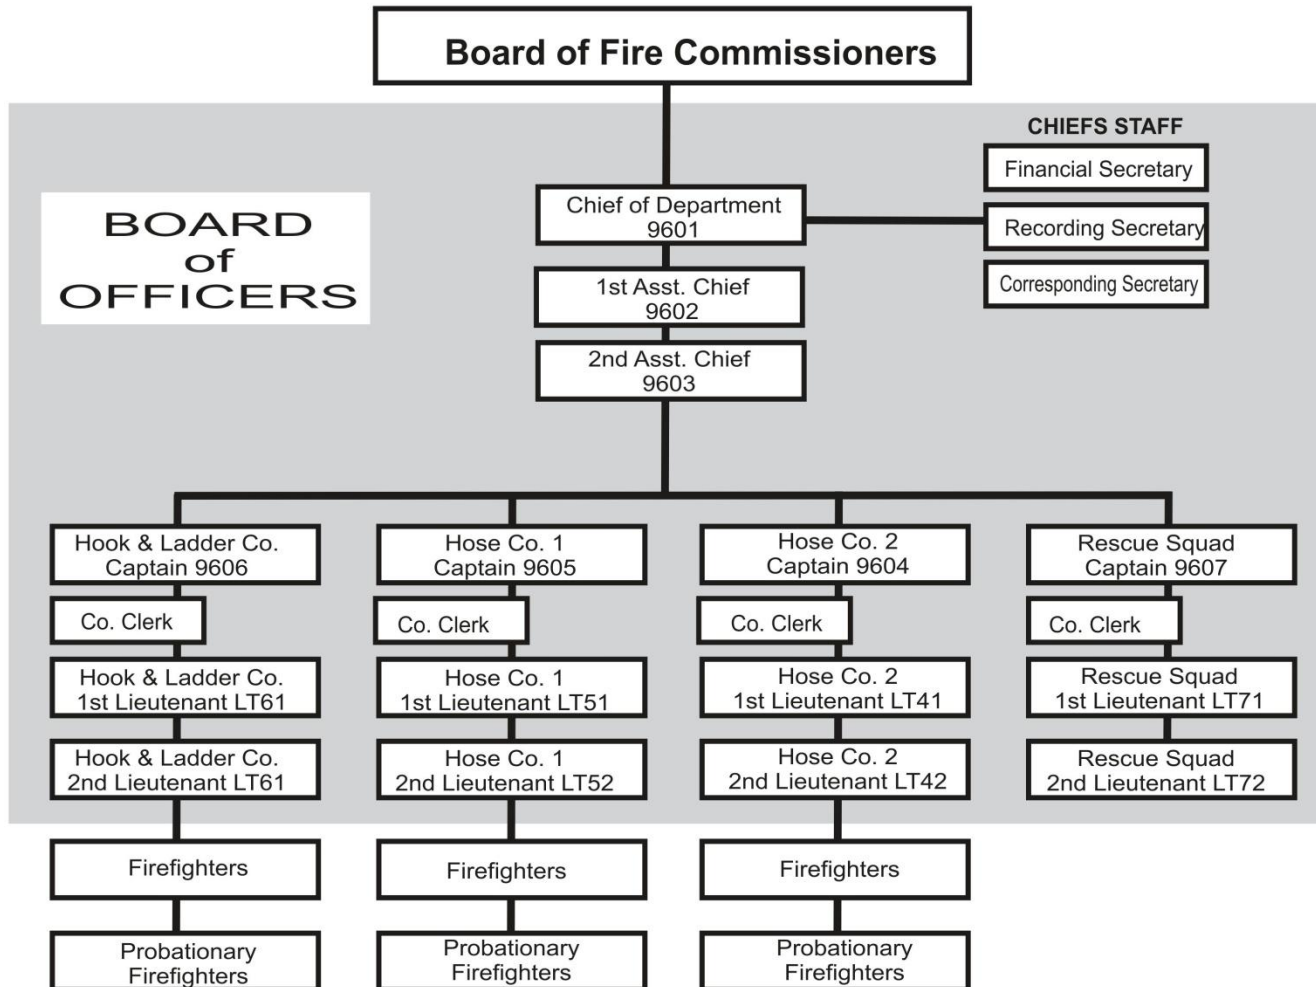 Board of Fire Commissioners
CHIEFS STAFF
Financial Secretary
Recording Secretary
Corresponding Secretary
BOARD
of
OFFICERS
Chief of Department
9601
1st Asst. Chief
9602
2nd Asst. Chief
9603
Hook & Ladder Co.
Captain 9606
Co. Clerk
Hook & Ladder Co.
1st Lieutenant LT61
Hook & Ladder Co.
2nd Lieutenant LT61
Firefighters
Probationary
Firefighters
Hose Co. 1
Captain 9605
Co. Clerk
Hose Co. 1
1st Lieutenant LT51
Hose Co. 1
2nd Lieutenant LT52
Firefighters
Probationary
Firefighters
Hose Co. 2
Captain 9604
Co. Clerk
Hose Co. 2
1st Lieutenant LT41
Hose Co. 2
2nd Lieutenant LT42
Firefighters
Probationary
Firefighters
Rescue Squad
Captain 9607
Co. Clerk
Rescue Squad
1st Lieutenant LT71
Rescue Squad
2nd Lieutenant LT72